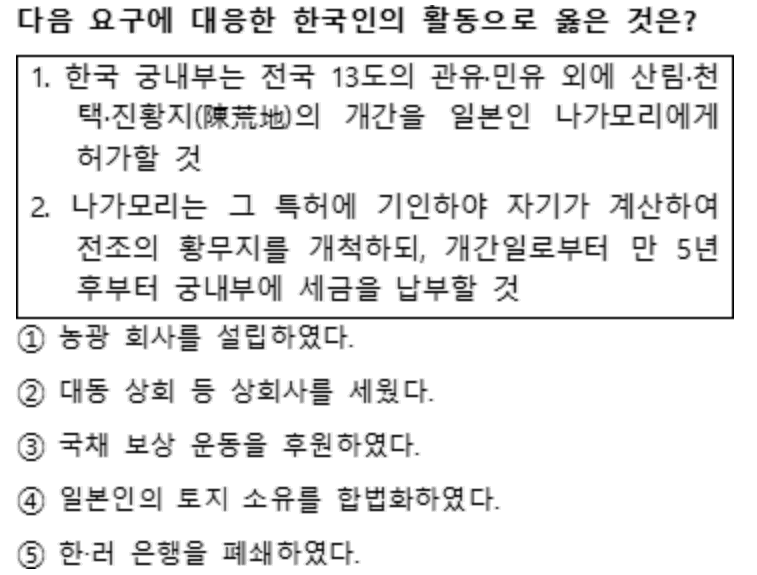 다음 요구에 대응한 한국인의 활동으로 옳은 것은?
1. 한국 궁내부는 전국 13도의 관유·민유 외에 산림·천
택·진황지(陳荒地)의 개간을 일본인 나가모리에게
허가할 것
2. 나가모리는 그 특허에 기인하야 자기가 계산하여
전조의 황무지를 개척하되, 개간일로부터 만 5년
후부터 궁내부에 세금을 납부할 것
① 농광 회사를 설립하였다.
② 대동 상회 등 상회사를 세웠다.
③ 국채 보상 운동을 후원하였다.
④ 일본인의 토지 소유를 합법화하였다.
⑤ 한·러 은행을 폐쇄하였다.